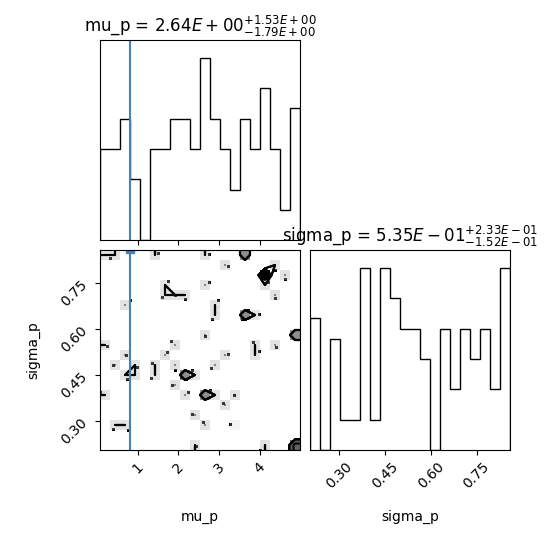 mu_p = 2.64E+00+1.53E+00−1.79E+00
sigma_p = 5.35E−01+2.33E−01−1.52E−01
sigma_p
0.75
0.60
0.45
0.30
1 2 3 4
mu_p
0.30 0.45 0.60 0.75
sigma_p